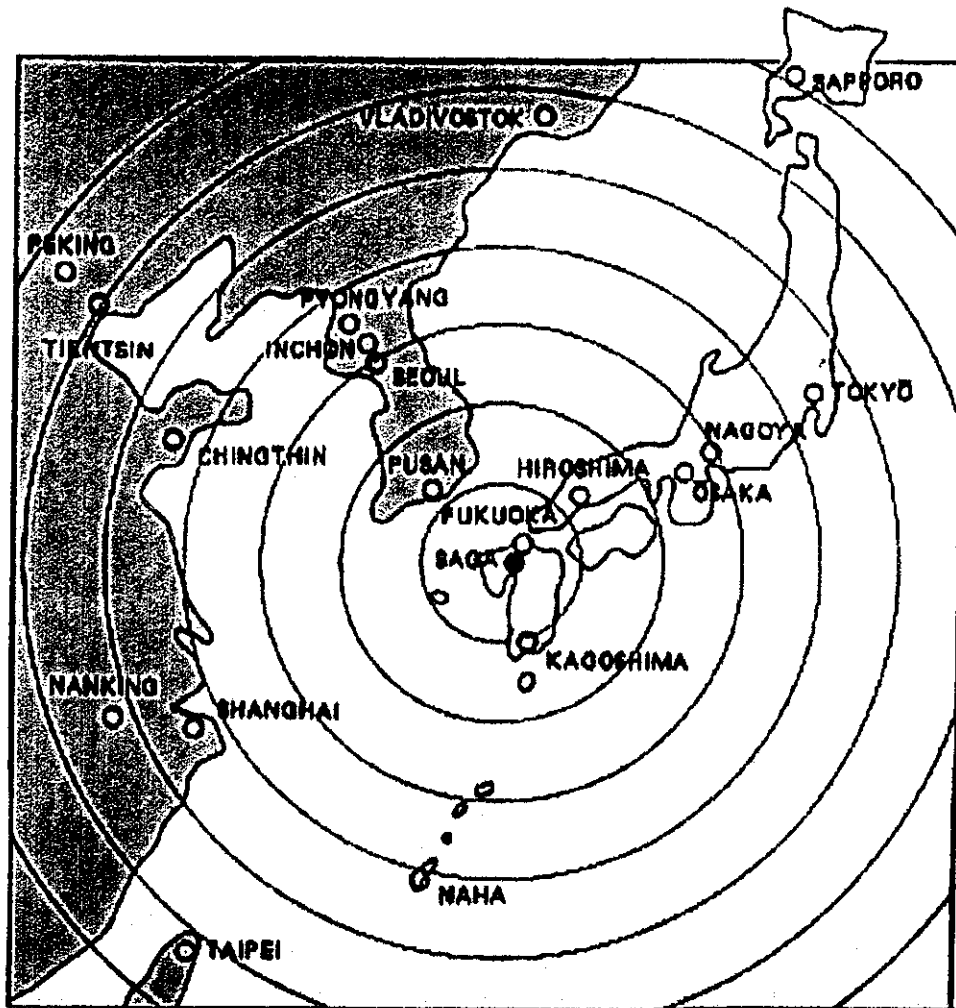 SAPPORO
VLADIVOSTOK
PEKING
PYONGYANG
TIENTSIN
INCHON
SEOUL
TOKYŌ
NAGOYA
CHINGTHIN
PUSAN
HIROSHIMA
OSAKA
FUKUOKA
SAGA
KAGOSHIMA
NANKING
SHANGHAI
NAHA
TAIPEI